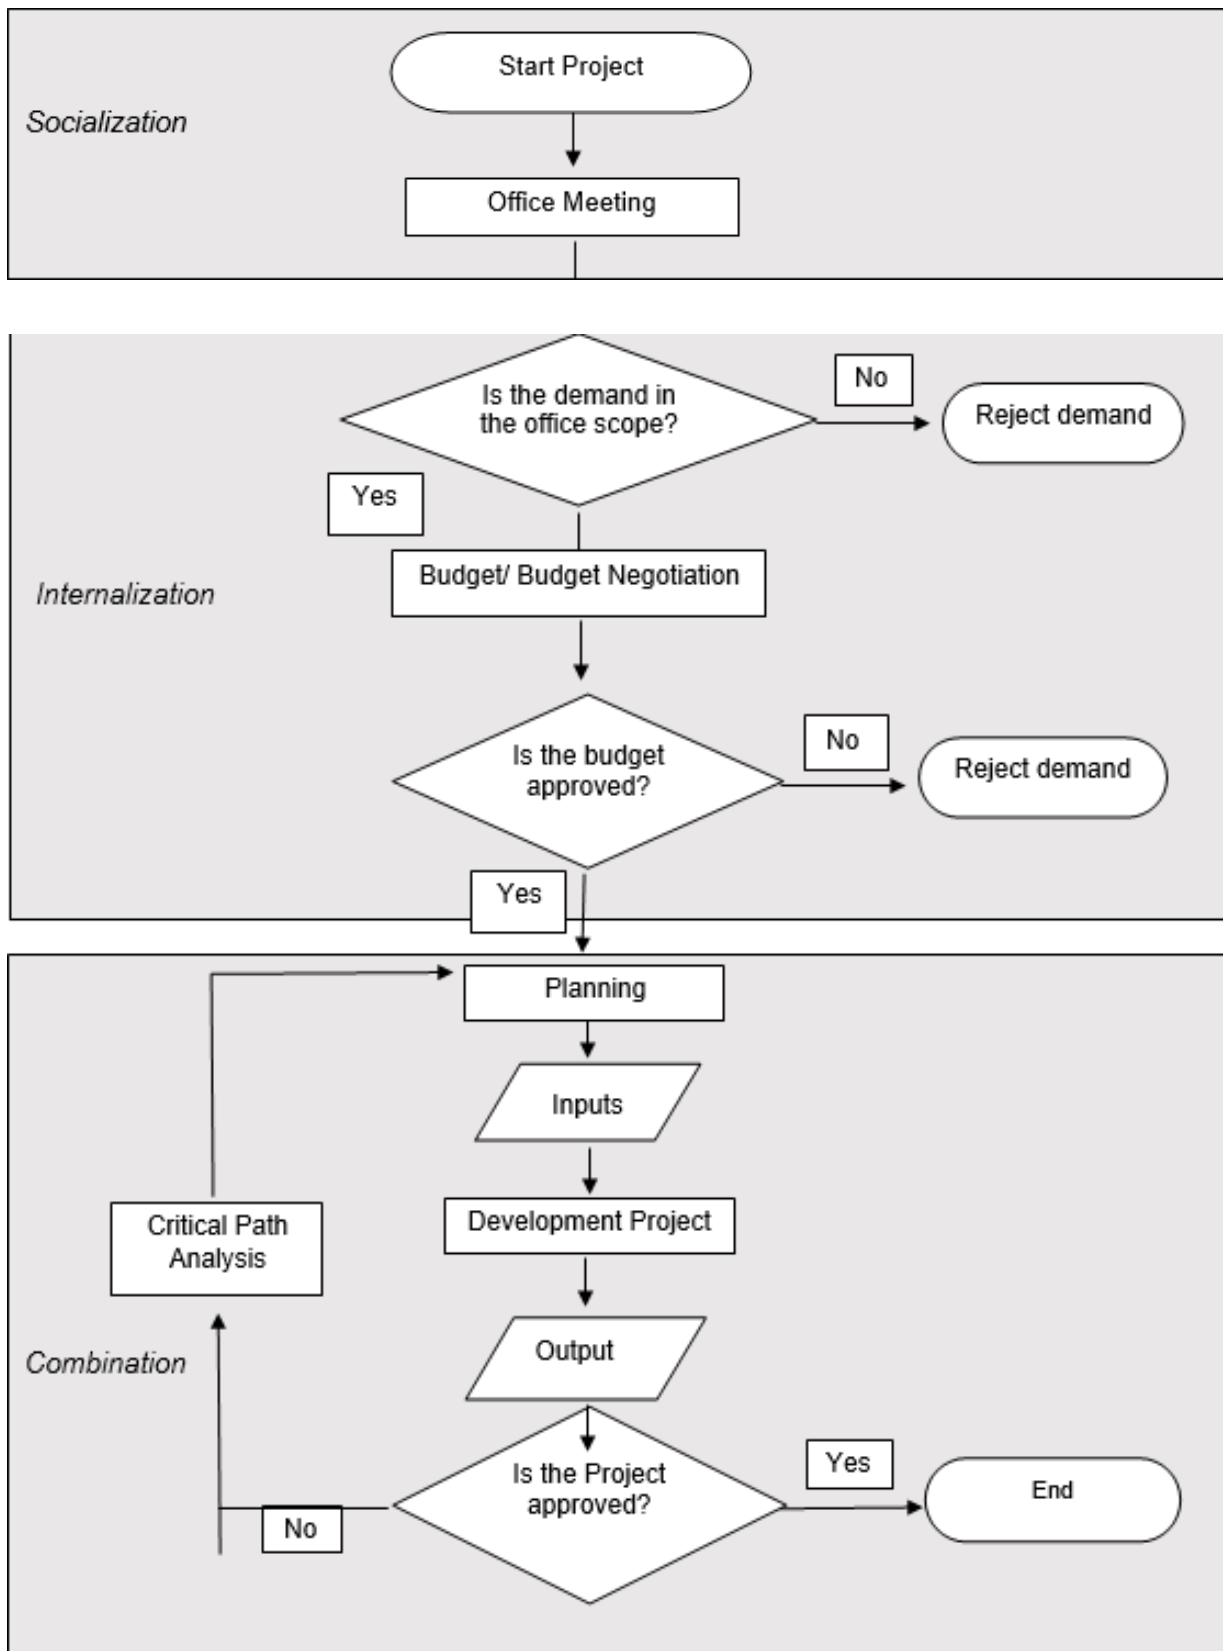 Start Project
Socialization
Office Meeting
Is the demand in
the office scope?
No
Reject demand
Yes
Budget/ Budget Negotiation
Internalization
Is the budget
approved?
No
Reject demand
Yes
Planning
Inputs
Development Project
Critical Path
Analysis
Output
Combination
Is the Project
approved?
Yes
End
No